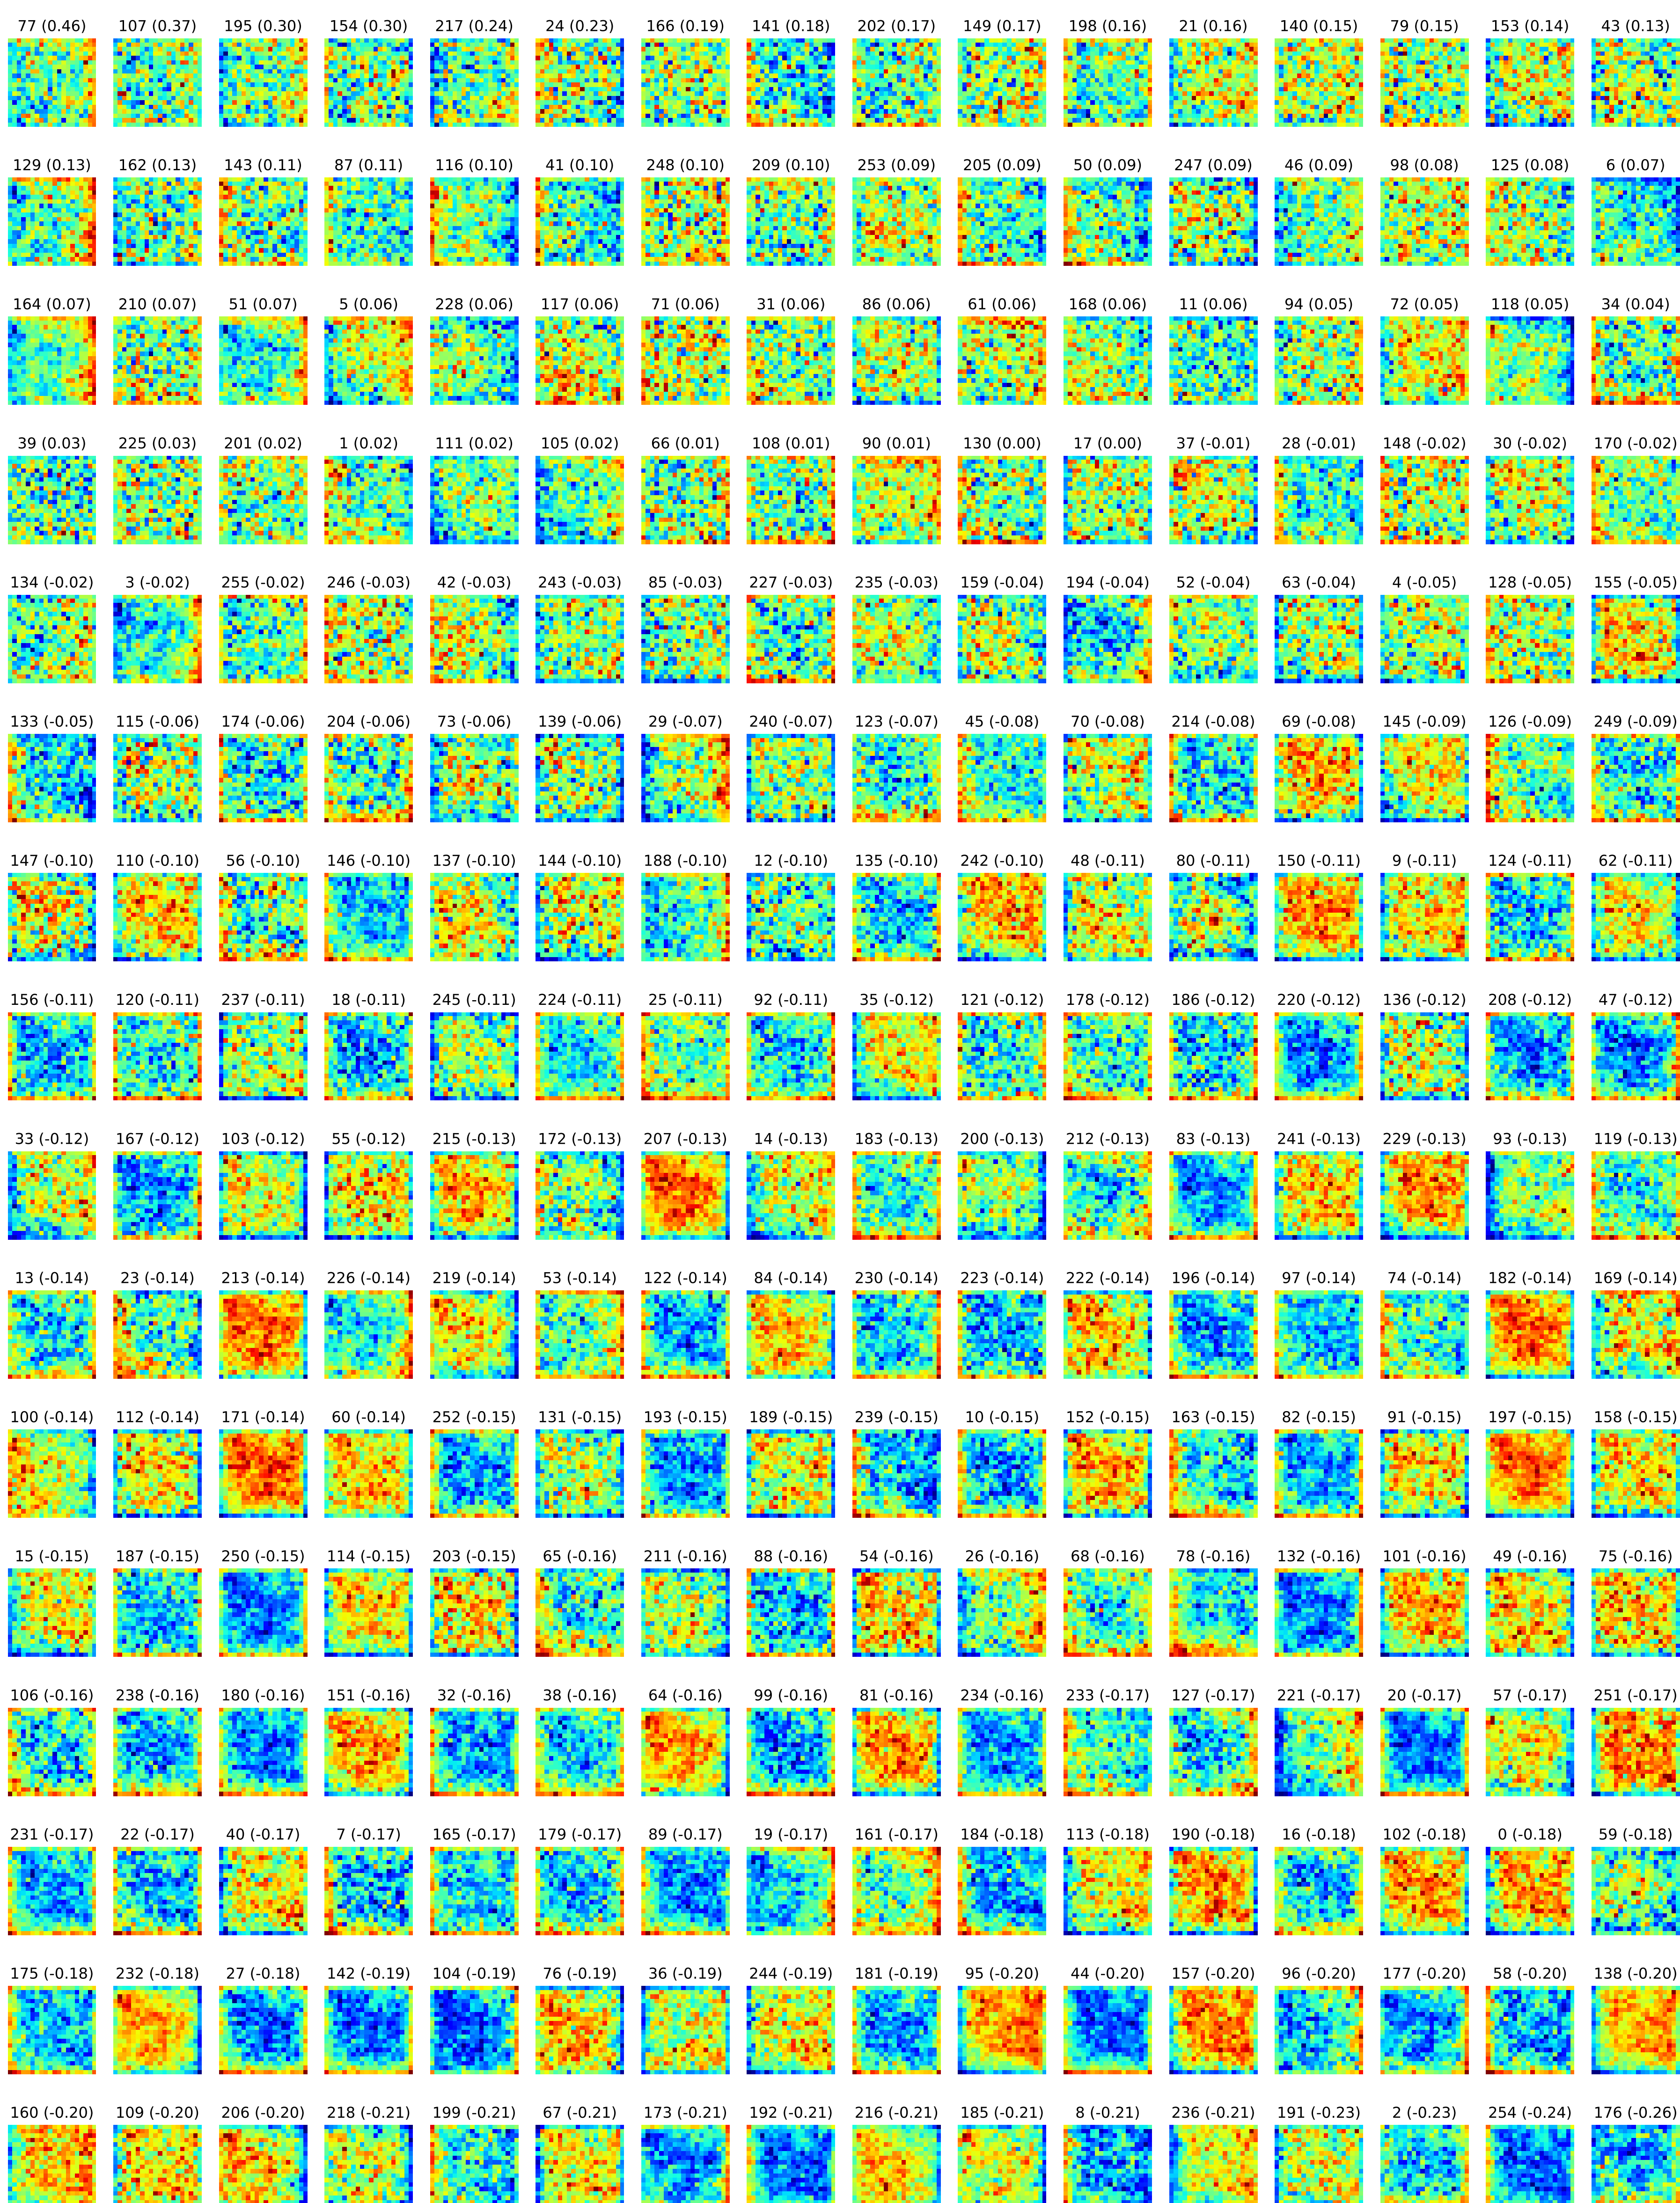 77 (0.46) 107 (0.37) 195 (0.30) 154 (0.30) 217 (0.24) 24 (0.23) 166 (0.19) 141 (0.18) 202 (0.17) 149 (0.17) 198 (0.16) 21 (0.16) 140 (0.15) 79 (0.15) 153 (0.14) 43 (0.13)
129 (0.13) 162 (0.13) 143 (0.11) 87 (0.11) 116 (0.10) 41 (0.10) 248 (0.10) 209 (0.10) 253 (0.09) 205 (0.09) 50 (0.09) 247 (0.09) 46 (0.09) 98 (0.08) 125 (0.08) 6 (0.07)
164 (0.07) 210 (0.07) 51 (0.07) 5 (0.06) 228 (0.06) 117 (0.06) 71 (0.06) 31 (0.06) 86 (0.06) 61 (0.06) 168 (0.06) 11 (0.06) 94 (0.05) 72 (0.05) 118 (0.05) 34 (0.04)
39 (0.03) 225 (0.03) 201 (0.02) 1 (0.02) 111 (0.02) 105 (0.02) 66 (0.01) 108 (0.01) 90 (0.01) 130 (0.00) 17 (0.00) 37 (-0.01) 28 (-0.01) 148 (-0.02) 30 (-0.02) 170 (-0.02)
134 (-0.02) 3 (-0.02) 255 (-0.02) 246 (-0.03) 42 (-0.03) 243 (-0.03) 85 (-0.03) 227 (-0.03) 235 (-0.03) 159 (-0.04) 194 (-0.04) 52 (-0.04) 63 (-0.04) 4 (-0.05) 128 (-0.05) 155 (-0.05)
133 (-0.05) 115 (-0.06) 174 (-0.06) 204 (-0.06) 73 (-0.06) 139 (-0.06) 29 (-0.07) 240 (-0.07) 123 (-0.07) 45 (-0.08) 70 (-0.08) 214 (-0.08) 69 (-0.08) 145 (-0.09) 126 (-0.09) 249 (-0.09)
147 (-0.10) 110 (-0.10) 56 (-0.10) 146 (-0.10) 137 (-0.10) 144 (-0.10) 188 (-0.10) 12 (-0.10) 135 (-0.10) 242 (-0.10) 48 (-0.11) 80 (-0.11) 150 (-0.11) 9 (-0.11) 124 (-0.11) 62 (-0.11)
156 (-0.11) 120 (-0.11) 237 (-0.11) 18 (-0.11) 245 (-0.11) 224 (-0.11) 25 (-0.11) 92 (-0.11) 35 (-0.12) 121 (-0.12) 178 (-0.12) 186 (-0.12) 220 (-0.12) 136 (-0.12) 208 (-0.12) 47 (-0.12)
33 (-0.12) 167 (-0.12) 103 (-0.12) 55 (-0.12) 215 (-0.13) 172 (-0.13) 207 (-0.13) 14 (-0.13) 183 (-0.13) 200 (-0.13) 212 (-0.13) 83 (-0.13) 241 (-0.13) 229 (-0.13) 93 (-0.13) 119 (-0.13)
13 (-0.14) 23 (-0.14) 213 (-0.14) 226 (-0.14) 219 (-0.14) 53 (-0.14) 122 (-0.14) 84 (-0.14) 230 (-0.14) 223 (-0.14) 222 (-0.14) 196 (-0.14) 97 (-0.14) 74 (-0.14) 182 (-0.14) 169 (-0.14)
100 (-0.14) 112 (-0.14) 171 (-0.14) 60 (-0.14) 252 (-0.15) 131 (-0.15) 193 (-0.15) 189 (-0.15) 239 (-0.15) 10 (-0.15) 152 (-0.15) 163 (-0.15) 82 (-0.15) 91 (-0.15) 197 (-0.15) 158 (-0.15)
15 (-0.15) 187 (-0.15) 250 (-0.15) 114 (-0.15) 203 (-0.15) 65 (-0.16) 211 (-0.16) 88 (-0.16) 54 (-0.16) 26 (-0.16) 68 (-0.16) 78 (-0.16) 132 (-0.16) 101 (-0.16) 49 (-0.16) 75 (-0.16)
106 (-0.16) 238 (-0.16) 180 (-0.16) 151 (-0.16) 32 (-0.16) 38 (-0.16) 64 (-0.16) 99 (-0.16) 81 (-0.16) 234 (-0.16) 233 (-0.17) 127 (-0.17) 221 (-0.17) 20 (-0.17) 57 (-0.17) 251 (-0.17)
231 (-0.17) 22 (-0.17) 40 (-0.17) 7 (-0.17) 165 (-0.17) 179 (-0.17) 89 (-0.17) 19 (-0.17) 161 (-0.17) 184 (-0.18) 113 (-0.18) 190 (-0.18) 16 (-0.18) 102 (-0.18) 0 (-0.18) 59 (-0.18)
175 (-0.18) 232 (-0.18) 27 (-0.18) 142 (-0.19) 104 (-0.19) 76 (-0.19) 36 (-0.19) 244 (-0.19) 181 (-0.19) 95 (-0.20) 44 (-0.20) 157 (-0.20) 96 (-0.20) 177 (-0.20) 58 (-0.20) 138 (-0.20)
160 (-0.20) 109 (-0.20) 206 (-0.20) 218 (-0.21) 199 (-0.21) 67 (-0.21) 173 (-0.21) 192 (-0.21) 216 (-0.21) 185 (-0.21) 8 (-0.21) 236 (-0.21) 191 (-0.23) 2 (-0.23) 254 (-0.24) 176 (-0.26)